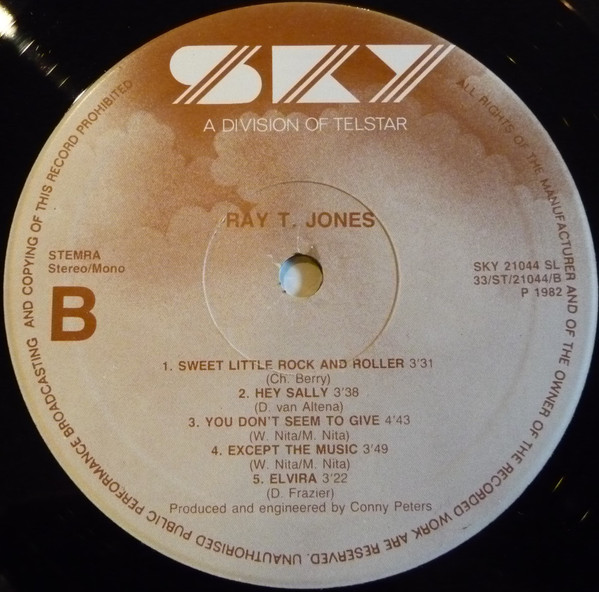 SKY
A DIVISION OF TELSTAR
UNAUTHORISED PUBLIC PERFORMANCE BROADCASTING AND COPYING OF THIS RECORD PROHIBITED
ALL RIGHTS OF THE MANUFACTURER AND OF THE OWNER OF THE RECORDED WORK ARE RESERVED.
RAY T. JONES
STEMRA
Stereo/Mono
B
SKY 21044 SL
33/ST/21044/B
P 1982
1. SWEET LITTLE ROCK AND ROLLER 3'31
(Ch. Berry)
2. HEY SALLY 3'38
(D. van Altena)
3. YOU DON'T SEEM TO GIVE 4'43
(W. Nita/M. Nita)
4. EXCEPT THE MUSIC 3'49
(W. Nita/M. Nita)
5. ELVIRA 3'22
(D. Frazier)
Produced and engineered by Conny Peters